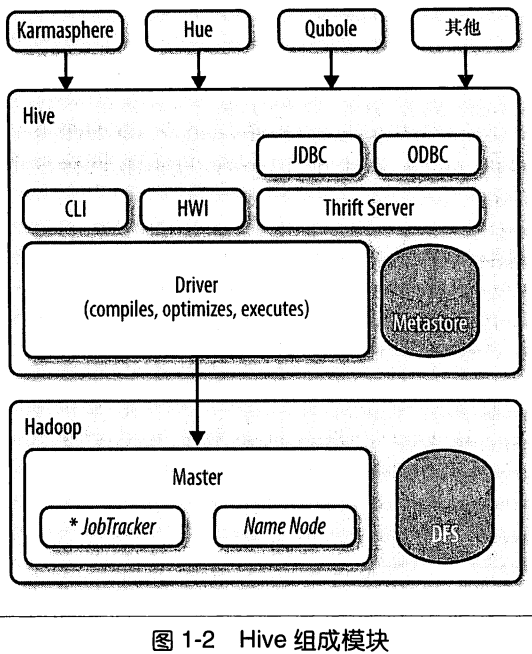 Karmasphere
Hue
Qubole
其他
Hive
JDBC
ODBC
CLI
HWI
Thrift Server
Driver
(compiles, optimizes, executes)
Metastore
Hadoop
Master
* JobTracker
Name Node
DFS
图 1-2 Hive 组成模块